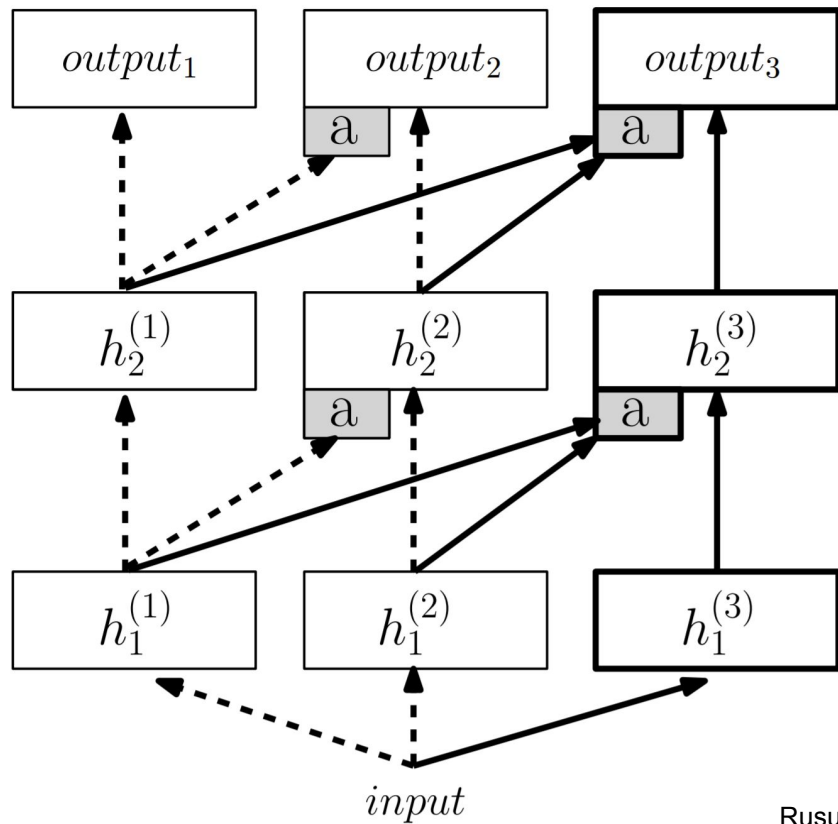 output₁ output₂ output₃
a a
h₂⁽¹⁾ h₂⁽²⁾ h₂⁽³⁾
a a
h₁⁽¹⁾ h₁⁽²⁾ h₁⁽³⁾
input
Rusu